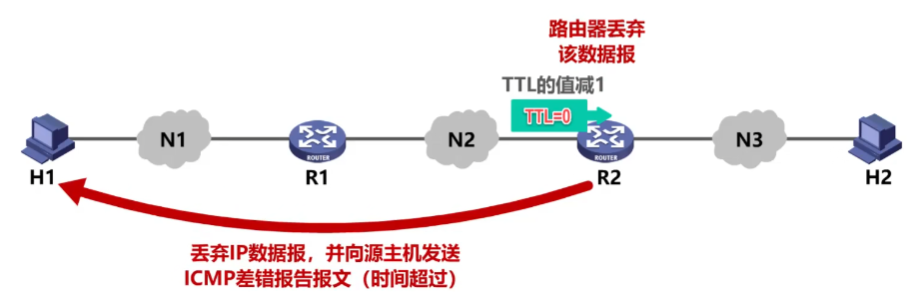 路由器丢弃
该数据报
TTL的值减1
TTL=0
N1
N2
N3
ROUTER
ROUTER
H1
R1
R2
H2
丢弃IP数据报，并向源主机发送
ICMP差错报告报文（时间超过）